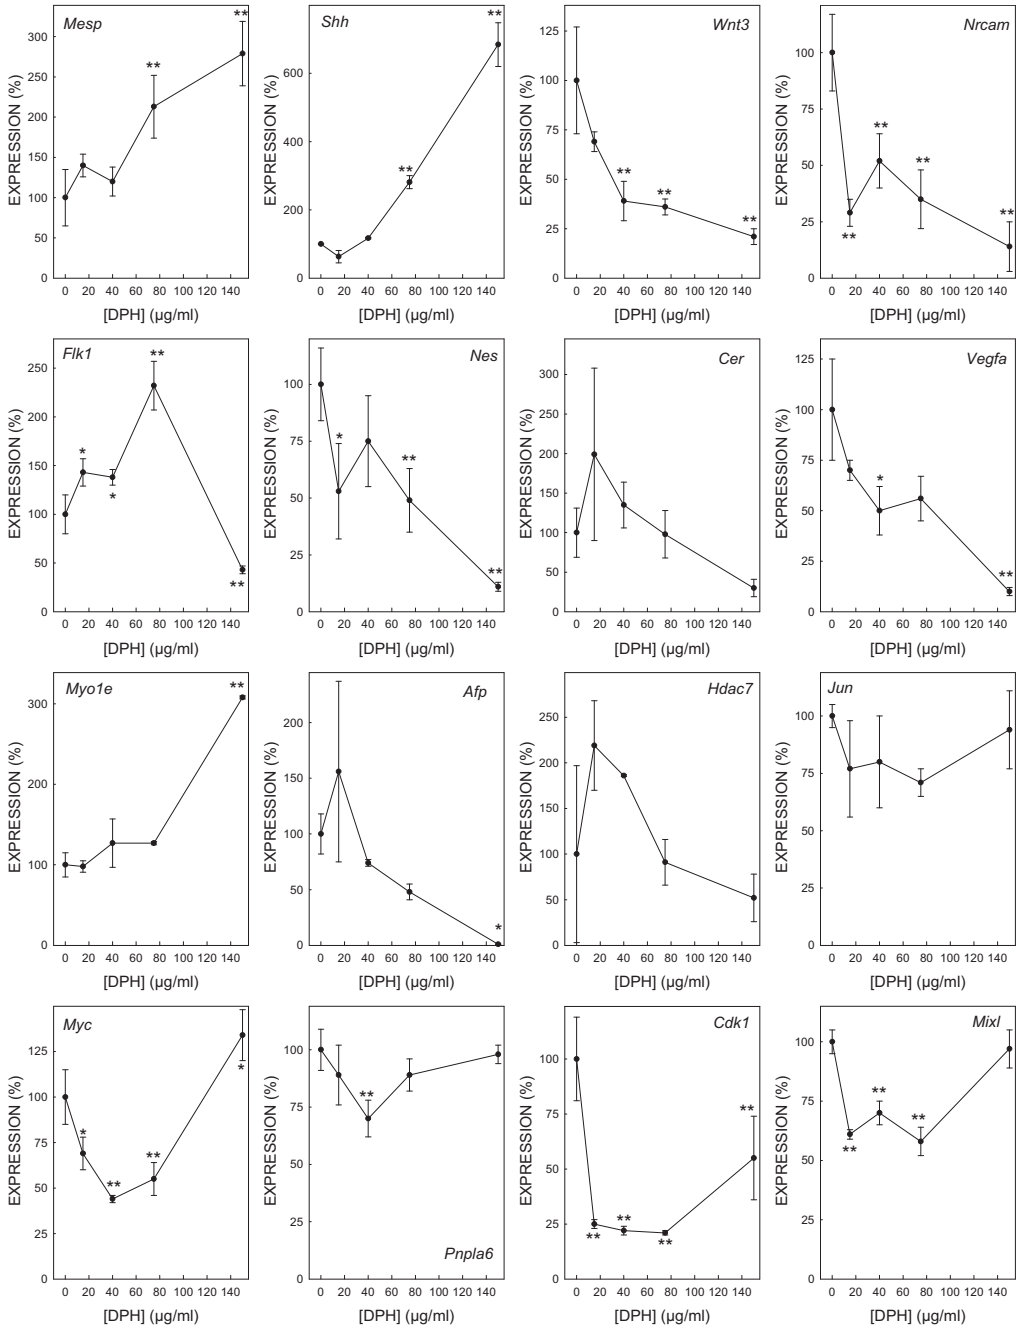 Mesp
EXPRESSION (%)
300
250
200
150
100
50
0
**
**
0 20 40 60 80 100 120 140
[DPH] (µg/ml)
Shh
EXPRESSION (%)
600
400
200
0
**
**
0 20 40 60 80 100 120 140
[DPH] (µg/ml)
Wnt3
EXPRESSION (%)
125
100
75
50
25
0
**
**
**
0 20 40 60 80 100 120 140
[DPH] (µg/ml)
Nrcam
EXPRESSION (%)
100
75
50
25
0
**
**
**
**
0 20 40 60 80 100 120 140
[DPH] (µg/ml)
Flk1
EXPRESSION (%)
250
200
150
100
50
0
*
*
**
**
0 20 40 60 80 100 120 140
[DPH] (µg/ml)
Nes
EXPRESSION (%)
100
75
50
25
0
*
**
**
0 20 40 60 80 100 120 140
[DPH] (µg/ml)
Cer
EXPRESSION (%)
300
250
200
150
100
50
0
0 20 40 60 80 100 120 140
[DPH] (µg/ml)
Vegfa
EXPRESSION (%)
125
100
75
50
25
0
*
**
0 20 40 60 80 100 120 140
[DPH] (µg/ml)
Myo1e
EXPRESSION (%)
300
200
100
0
**
0 20 40 60 80 100 120 140
[DPH] (µg/ml)
Afp
EXPRESSION (%)
200
150
100
50
0
*
0 20 40 60 80 100 120 140
[DPH] (µg/ml)
Hdac7
EXPRESSION (%)
250
200
150
100
50
0
0 20 40 60 80 100 120 140
[DPH] (µg/ml)
Jun
EXPRESSION (%)
100
75
50
25
0
0 20 40 60 80 100 120 140
[DPH] (µg/ml)
Myc
EXPRESSION (%)
125
100
75
50
25
0
*
**
**
*
0 20 40 60 80 100 120 140
[DPH] (µg/ml)
Pnpla6
EXPRESSION (%)
100
75
50
25
0
**
0 20 40 60 80 100 120 140
[DPH] (µg/ml)
Cdk1
EXPRESSION (%)
100
75
50
25
0
**
**
**
**
0 20 40 60 80 100 120 140
[DPH] (µg/ml)
Mixl
EXPRESSION (%)
100
75
50
25
0
**
**
**
0 20 40 60 80 100 120 140
[DPH] (µg/ml)